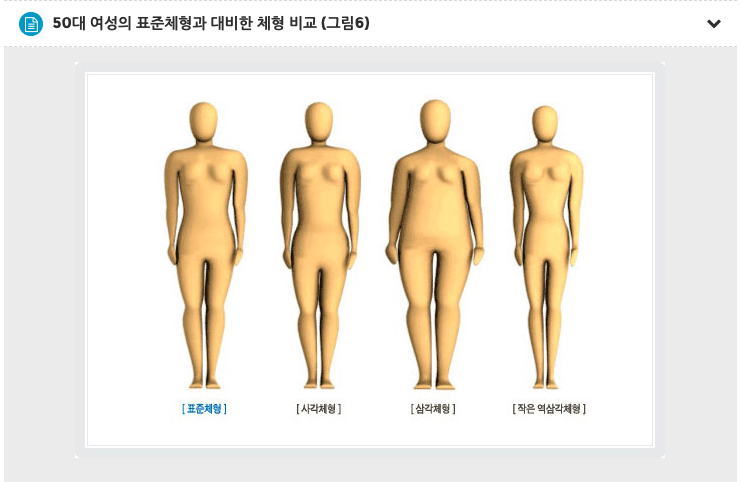 50대 여성의 표준체형과 대비한 체형 비교 (그림6)
[ 표준체형 ]
[ 사각체형 ]
[ 삼각체형 ]
[ 작은 역삼각체형 ]